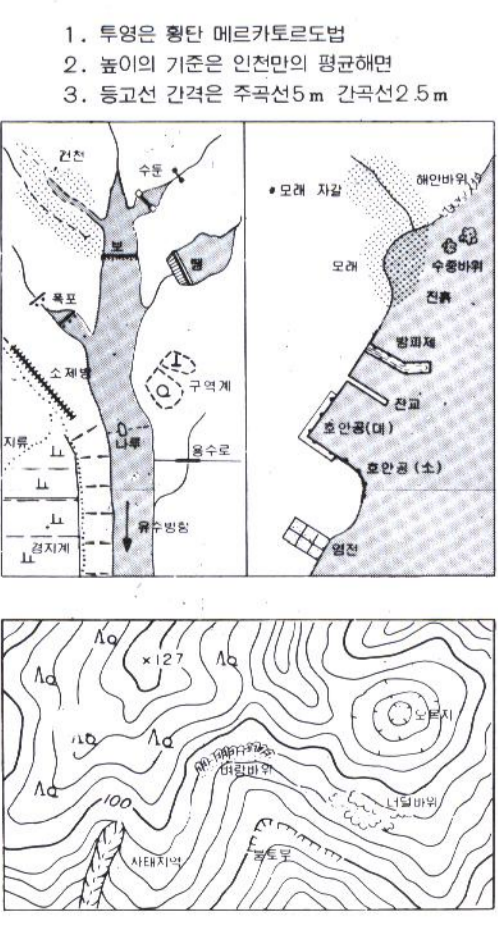 1. 투영은 횡단 메르카토르도법
2. 높이의 기준은 인천만의 평균해면
3. 등고선 간격은 주곡선5m 간곡선2.5m
건천
수문
보
땜
폭포
소제방
구역계
나루
지류
용수로
유수방향
경지계
해안바위
모래 자갈
모래
수중바위
진흙
방파제
잔교
호안공(대)
호안공(소)
염전
×127
오목지
벼랑바위
너덜바위
100
사태지역